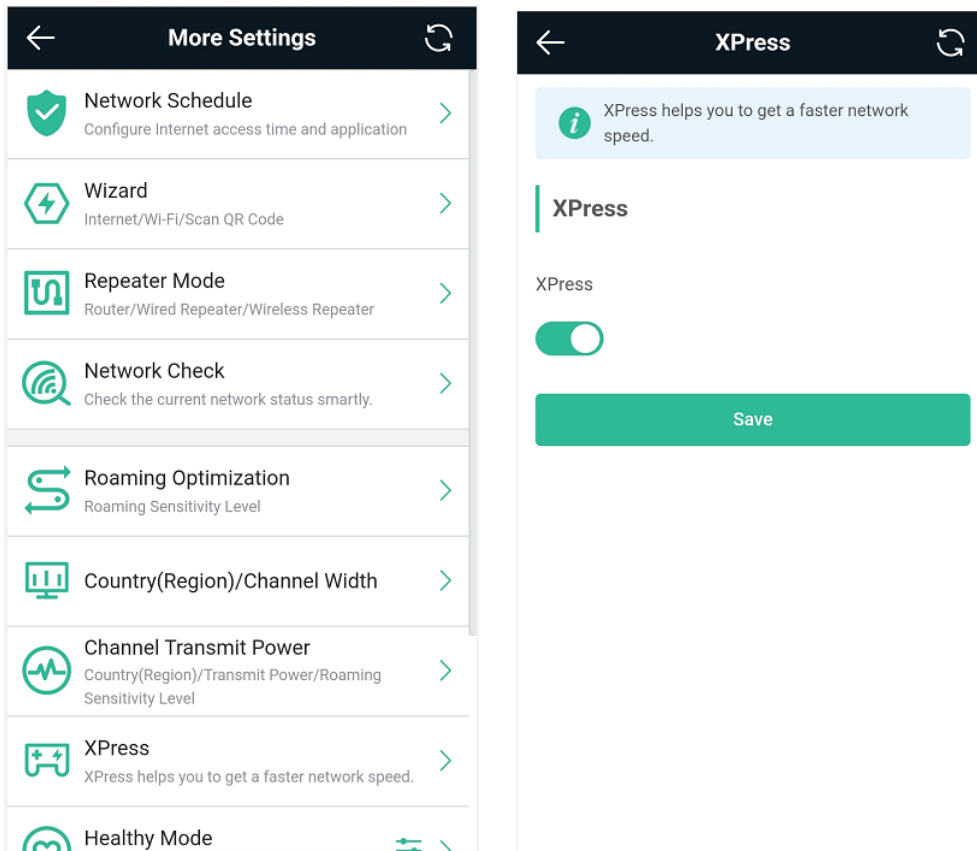 More Settings
Network Schedule
Configure Internet access time and application
Wizard
Internet/Wi-Fi/Scan QR Code
Repeater Mode
Router/Wired Repeater/Wireless Repeater
Network Check
Check the current network status smartly.
Roaming Optimization
Roaming Sensitivity Level
Country(Region)/Channel Width
Channel Transmit Power
Country(Region)/Transmit Power/Roaming
Sensitivity Level
XPress
XPress helps you to get a faster network speed.
Healthy Mode
XPress
XPress helps you to get a faster network
speed.
XPress
XPress
Save